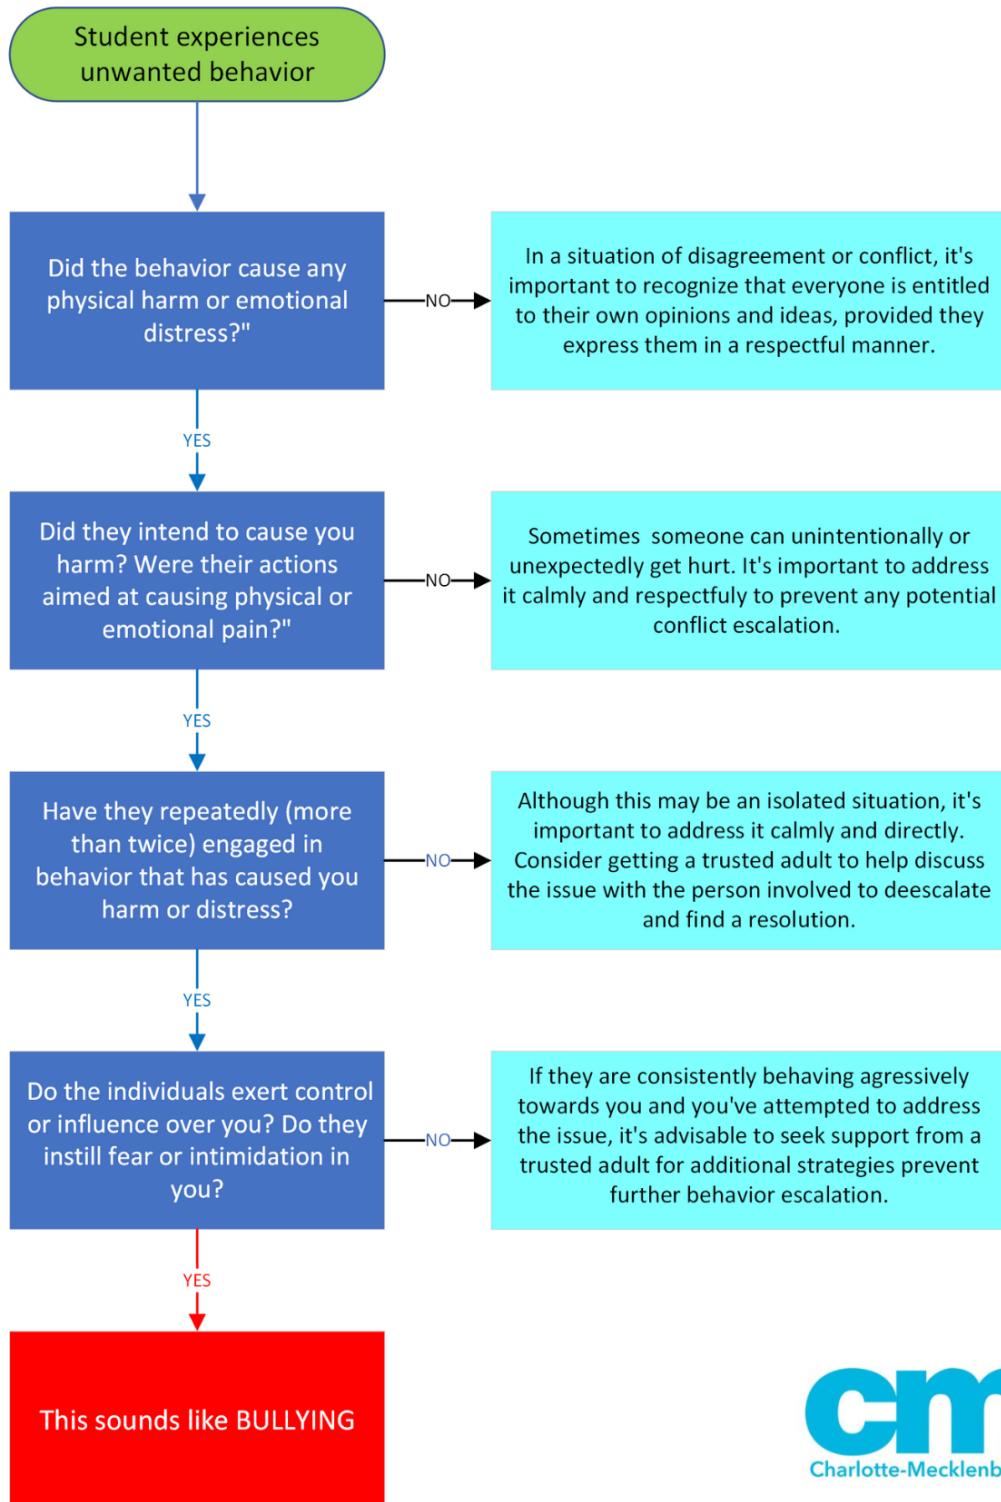 Student experiences
unwanted behavior
Did the behavior cause any
physical harm or emotional
distress?"
NO
In a situation of disagreement or conflict, it's
important to recognize that everyone is entitled
to their own opinions and ideas, provided they
express them in a respectful manner.
YES
Did they intend to cause you
harm? Were their actions
aimed at causing physical or
emotional pain?"
NO
Sometimes  someone can unintentionally or
unexpectedly get hurt. It's important to address
it calmly and respectfuly to prevent any potential
conflict escalation.
YES
Have they repeatedly (more
than twice) engaged in
behavior that has caused you
harm or distress?
NO
Although this may be an isolated situation, it's
important to address it calmly and directly.
Consider getting a trusted adult to help discuss
the issue with the person involved to deescalate
and find a resolution.
YES
Do the individuals exert control
or influence over you? Do they
instill fear or intimidation in
you?
NO
If they are consistently behaving agressively
towards you and you've attempted to address
the issue, it's advisable to seek support from a
trusted adult for additional strategies prevent
further behavior escalation.
YES
This sounds like BULLYING
cm
Charlotte-Mecklenb